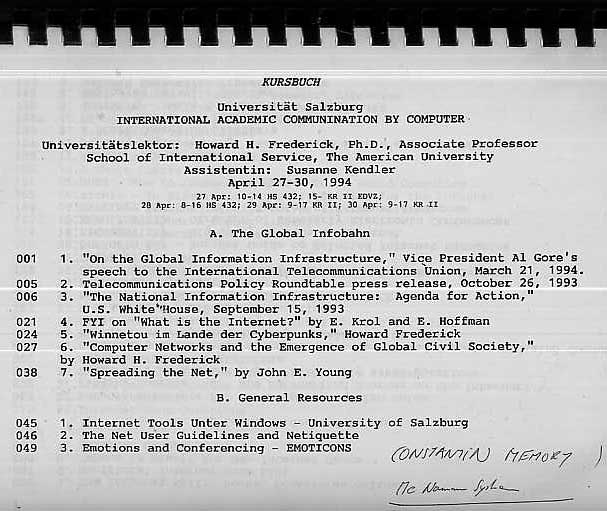 KURSBUCH
Universität Salzburg
INTERNATIONAL ACADEMIC COMMUNINATION BY COMPUTER
Universitätslektor: Howard H. Frederick, Ph.D., Associate Professor
School of International Service, The American University
Assistentin: Susanne Kendler
April 27-30, 1994
27 Apr: 10-14 HS 432; 15- KR II EDVZ;
28 Apr: 8-16 HS 432; 29 Apr: 9-17 KR II; 30 Apr: 9-17 KR II
A. The Global Infobahn
001 1. "On the Global Information Infrastructure," Vice President Al Gore's
speech to the International Telecommunications Union, March 21, 1994.
005 2. Telecommunications Policy Roundtable press release, October 26, 1993
006 3. "The National Information Infrastructure: Agenda for Action,"
U.S. White House, September 15, 1993
021 4. FYI on "What is the Internet?" by E. Krol and E. Hoffman
024 5. "Winnetou im Lande der Cyberpunks," Howard Frederick
027 6. "Computer Networks and the Emergence of Global Civil Society,"
by Howard H. Frederick
038 7. "Spreading the Net," by John E. Young
B. General Resources
045 1. Internet Tools Unter Windows - University of Salzburg
046 2. The Net User Guidelines and Netiquette
049 3. Emotions and Conferencing - EMOTICONS
(CONSTANTIN MEMORY )